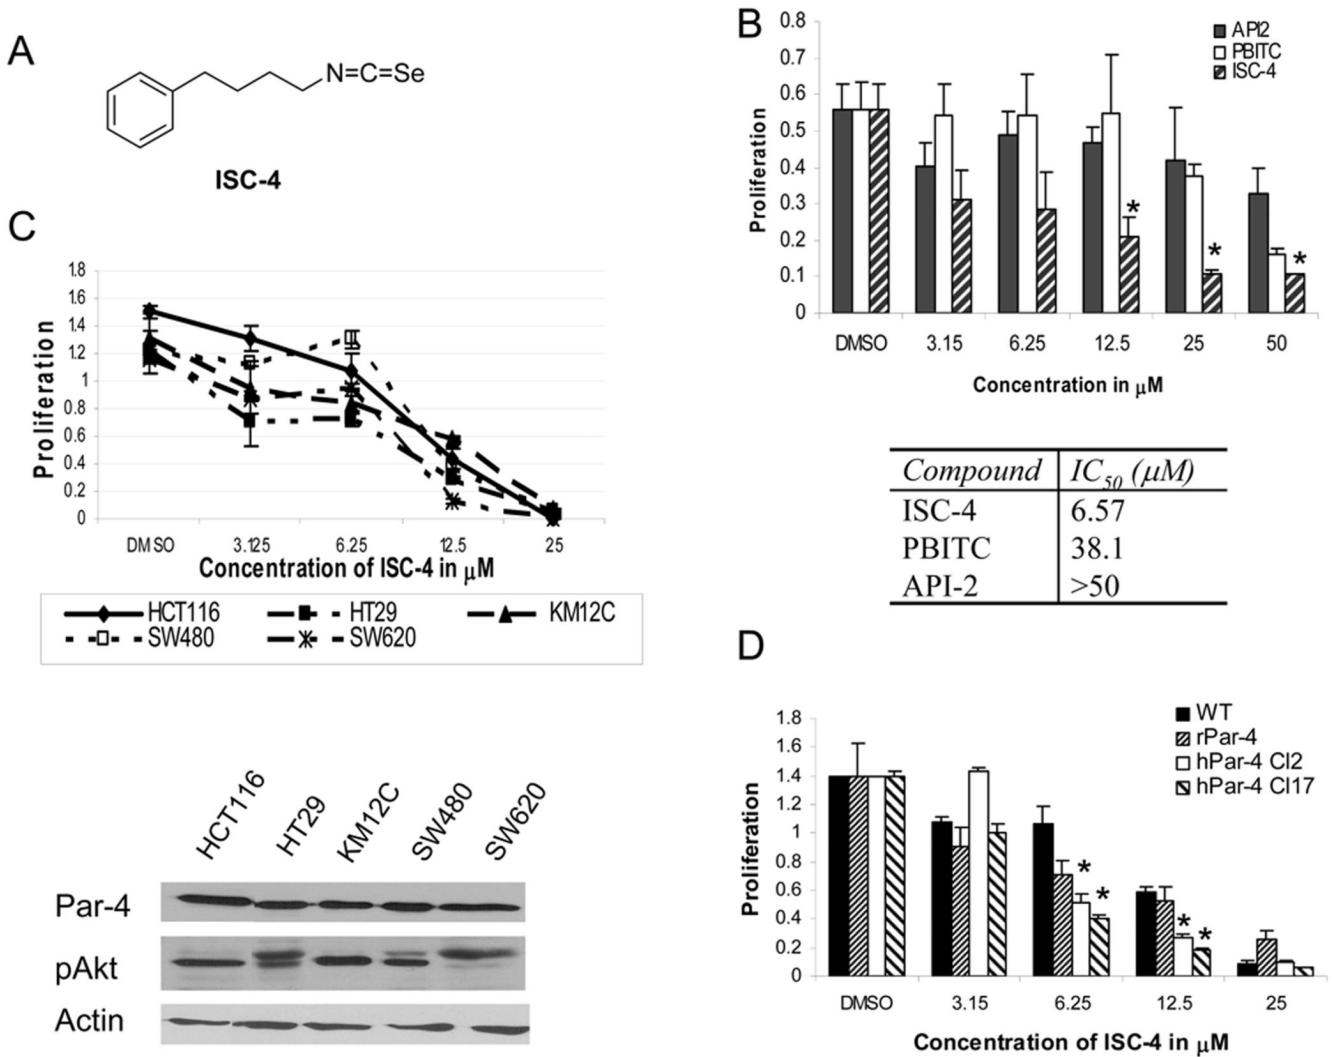 A
N=C=Se
ISC-4
B
0.8
0.7
0.6
0.5
0.4
0.3
0.2
0.1
0
Proliferation
API2
PBITC
ISC-4
*
*
*
DMSO 3.15 6.25 12.5 25 50
Concentration in μM
Compound IC50 (μM)
ISC-4 6.57
PBITC 38.1
API-2 >50
C
1.8
1.6
1.4
1.2
1
0.8
0.6
0.4
0.2
0
Proliferation
DMSO 3.125 6.25 12.5 25
Concentration of ISC-4 in μM
HCT116 HT29 KM12C
SW480 SW620
HCT116 HT29 KM12C SW480 SW620
Par-4
pAkt
Actin
D
1.8
1.6
1.4
1.2
1
0.8
0.6
0.4
0.2
0
Proliferation
WT
rPar-4
hPar-4 Cl2
hPar-4 Cl17
* *
* *
DMSO 3.15 6.25 12.5 25
Concentration of ISC-4 in μM